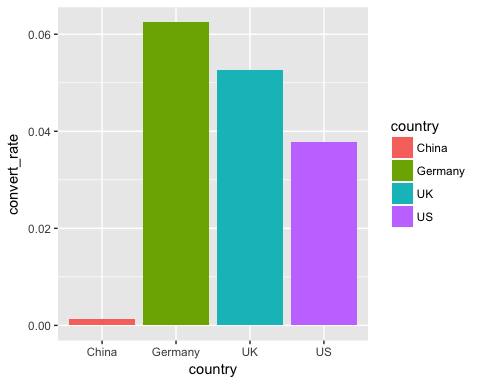 convert_rate
0.06
0.04
0.02
0.00
China Germany UK US
country
country
China
Germany
UK
US